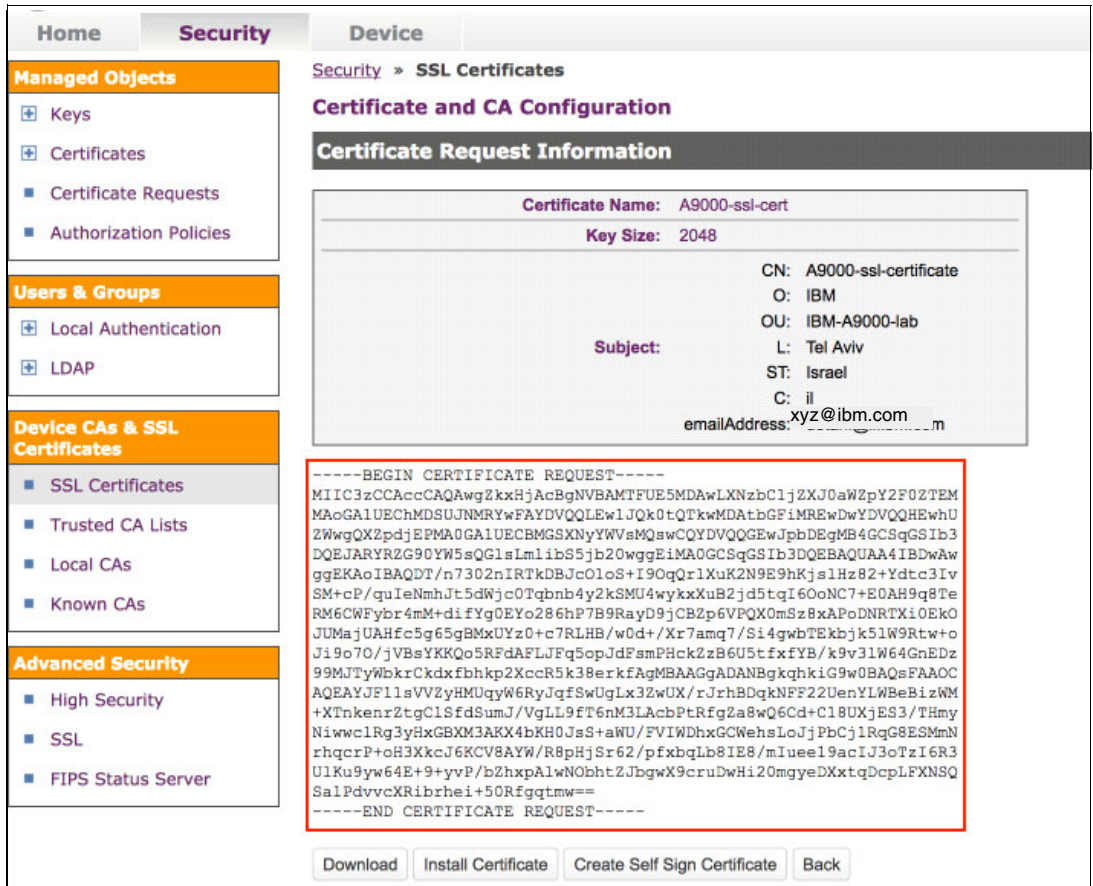 Home Security Device
Managed Objects
Keys
Certificates
Certificate Requests
Authorization Policies
Users & Groups
Local Authentication
LDAP
Device CAs & SSL
Certificates
SSL Certificates
Trusted CA Lists
Local CAs
Known CAs
Advanced Security
High Security
SSL
FIPS Status Server
Security » SSL Certificates
Certificate and CA Configuration
Certificate Request Information
Certificate Name: A9000-ssl-cert
Key Size: 2048
Subject:
CN: A9000-ssl-certificate
O: IBM
OU: IBM-A9000-lab
L: Tel Aviv
ST: Israel
C: il
emailAddress: xyz@ibm.com
-----BEGIN CERTIFICATE REQUEST-----
MIIC3zCCAccCAQAwgZkxHjAcBgNVBAMTFUE5MDAwLXNzbC1jZXJ0aWZpY2F0ZTEM
MAoGA1UEChMDSUJNMRYwFAYDVQQLEw1JQk0tQTkwMDAtbGFiMREwDwYDVQQHEwhU
ZWwgQXZpdjEPMA0GA1UECBMGSXNyYWVsMQswCQYDVQQGEwJpbDEgMB4GCSqGSIb3
DQEJARYRZG90YW5sQGlsLmlibS5jb20wggEiMA0GCSqGSIb3DQEBAQUAA4IBDwAw
ggEKAoIBAQDT/n7302nIRTkDBJcOloS+I9OqQrlXuK2N9E9hKjslHz82+Ydtc3Iv
SM+cP/quIeNmhJt5dWjc0Tqbnb4y2kSMU4wykxXuB2jd5tqI6OoNC7+E0AH9q8Te
RM6CWFybr4mM+difYg0EYo286hP7B9RayD9jCBZp6VPQX0mSz8xAPoDNRTXi0EkO
JUMajUAHfc5g65gBMxUYz0+c7RLHB/w0d+/Xr7amq7/Si4gwbTEkbjk51W9Rtw+o
Ji9o7O/jVBsYKKQo5RFdAFLJFq5opJdFsmPHckZzB6U5tfxfYB/k9v31W64GnEDz
99MJTyWbkrCkdxfbhkp2XccR5k38erkfAgMBAAGgADANBgkqhkiG9w0BAQsFAAOC
AQEAYJF11sVVZyHMUqyW6RyJqfSwUgLx3ZwUX/rJrhBDqkNFF22UenYLWBeBizWM
+XTnkenrZtgC1SfdSumJ/VgLL9fT6nM3LAcbPtRfgZa8wQ6Cd+Cl8UXjES3/THmy
NiwwclRg3yHxGBXM3AKX4bKH0JsS+aWU/FVIWDhxGCWehsLoJjPbCjlRqG8ESMmN
rhqcrP+oH3XkcJ6KCV8AYW/R8pHjSr62/pfxbqLb8IE8/mIuee19acIJ3oTzI6R3
UlKu9yw64E+9+yvP/bZhxpAlwNObhtZJbgwX9cruDwHi20mgyeDXxtqDcpLFXNSQ
SalPdvvcXRibrhei+50Rfgqtmw==
-----END CERTIFICATE REQUEST-----
Download Install Certificate Create Self Sign Certificate Back